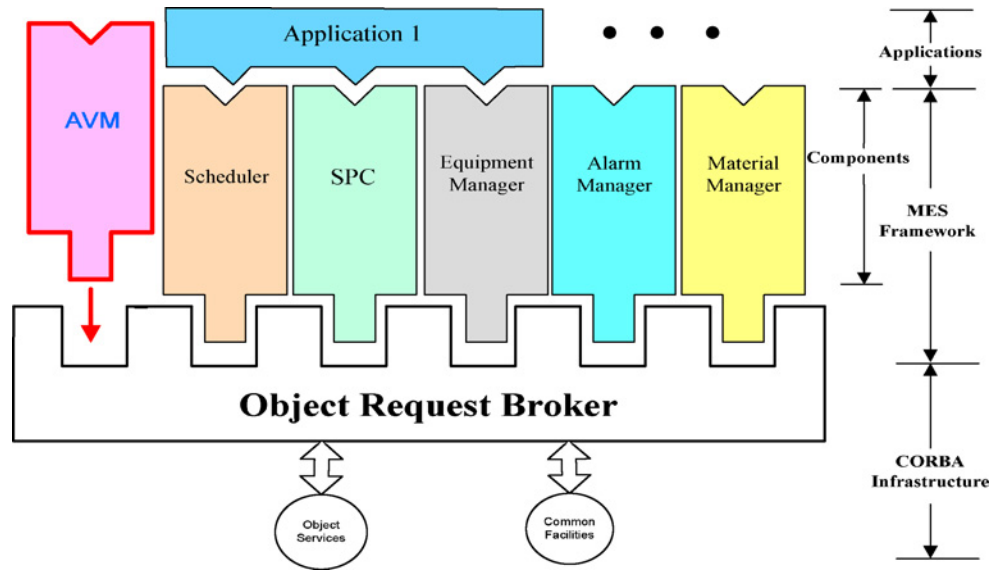 Application 1
Applications
AVM
Scheduler
SPC
Equipment
Manager
Alarm
Manager
Material
Manager
Components
MES
Framework
Object Request Broker
CORBA
Infrastructure
Object
Services
Common
Facilities